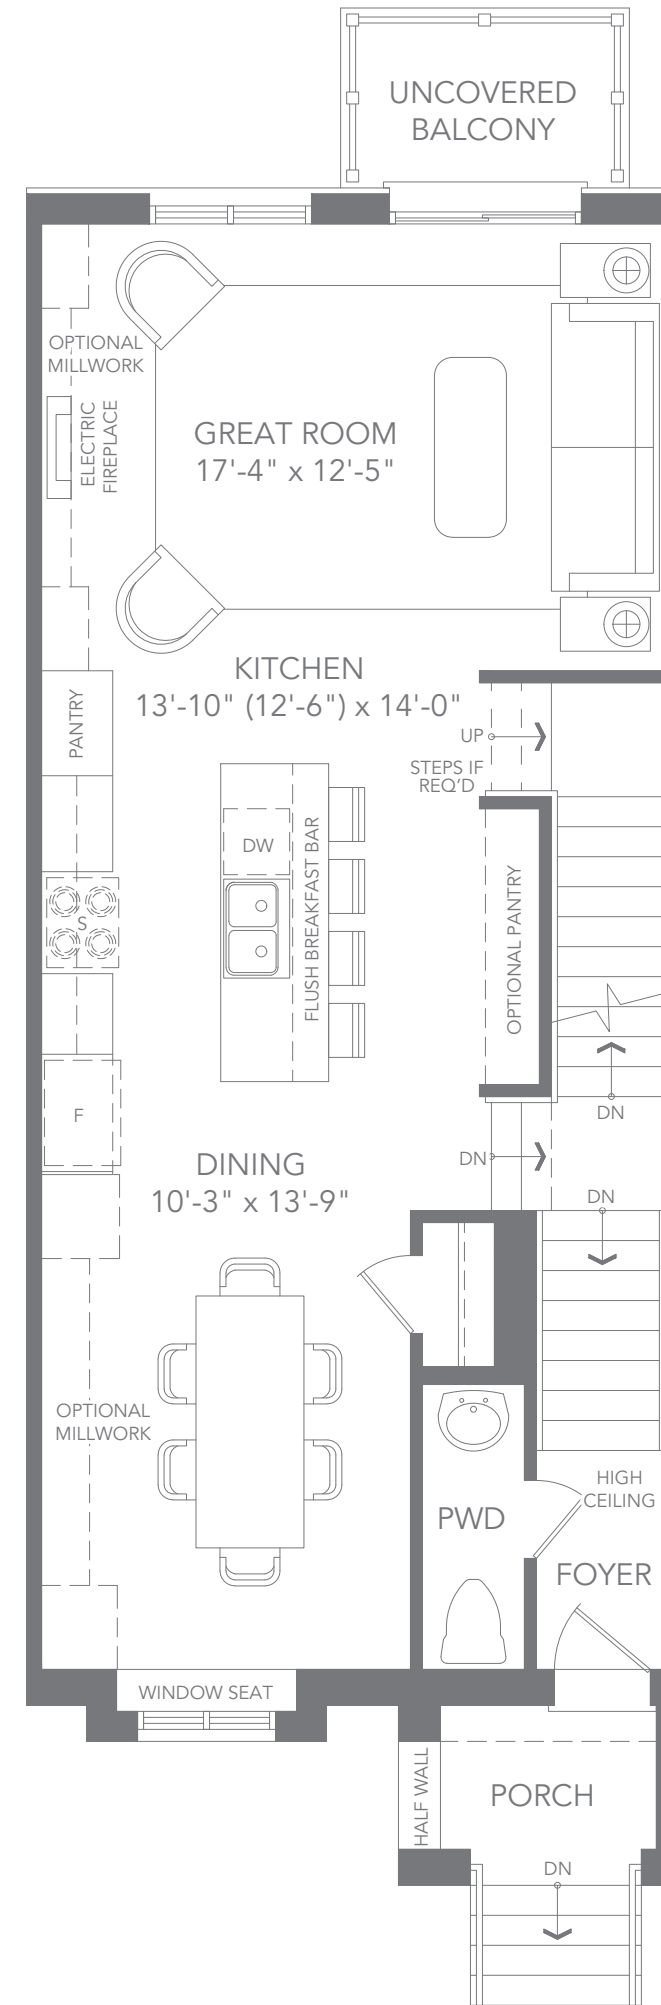 UNCOVERED
BALCONY
OPTIONAL
MILLWORK
ELECTRIC
FIREPLACE
GREAT ROOM
17'-4" x 12'-5"
KITCHEN
13'-10" (12'-6") x 14'-0"
PANTRY
UP
STEPS IF
REQ'D
DW
FLUSH BREAKFAST BAR
S
OPTIONAL PANTRY
F
DN
DINING
10'-3" x 13'-9"
DN
DN
OPTIONAL
MILLWORK
HIGH
CEILING
PWD
FOYER
WINDOW SEAT
HALF WALL
PORCH
DN